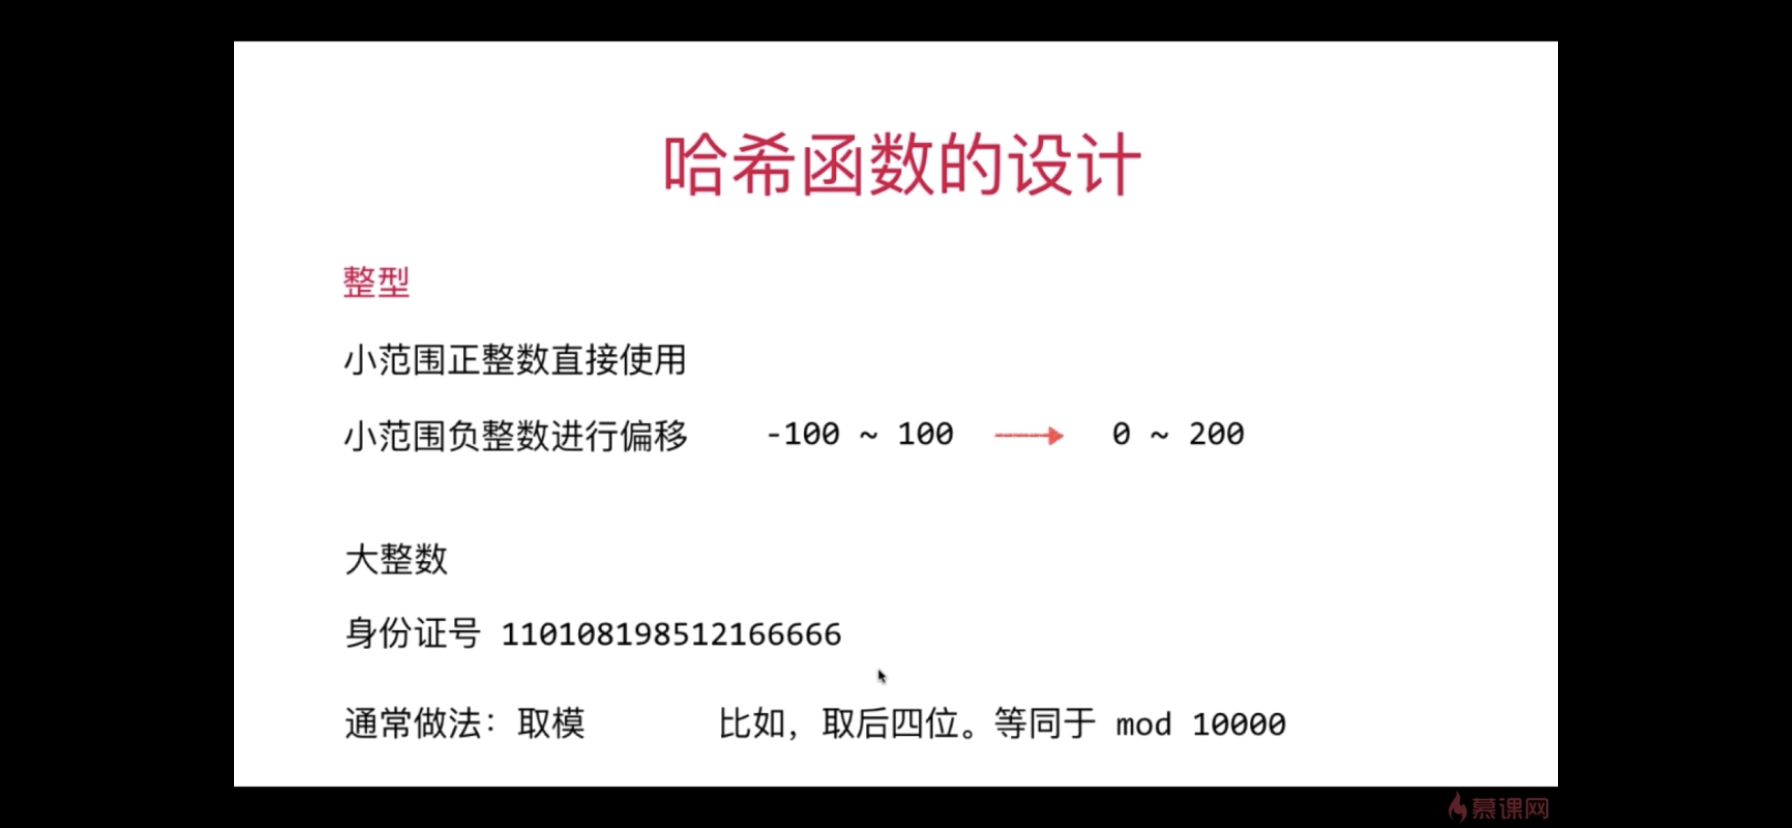 哈希函数的设计
整型
小范围正整数直接使用
小范围负整数进行偏移 -100 ~ 100 → 0 ~ 200
大整数
身份证号 110108198512166666
通常做法：取模 比如，取后四位。等同于 mod 10000
慕课网